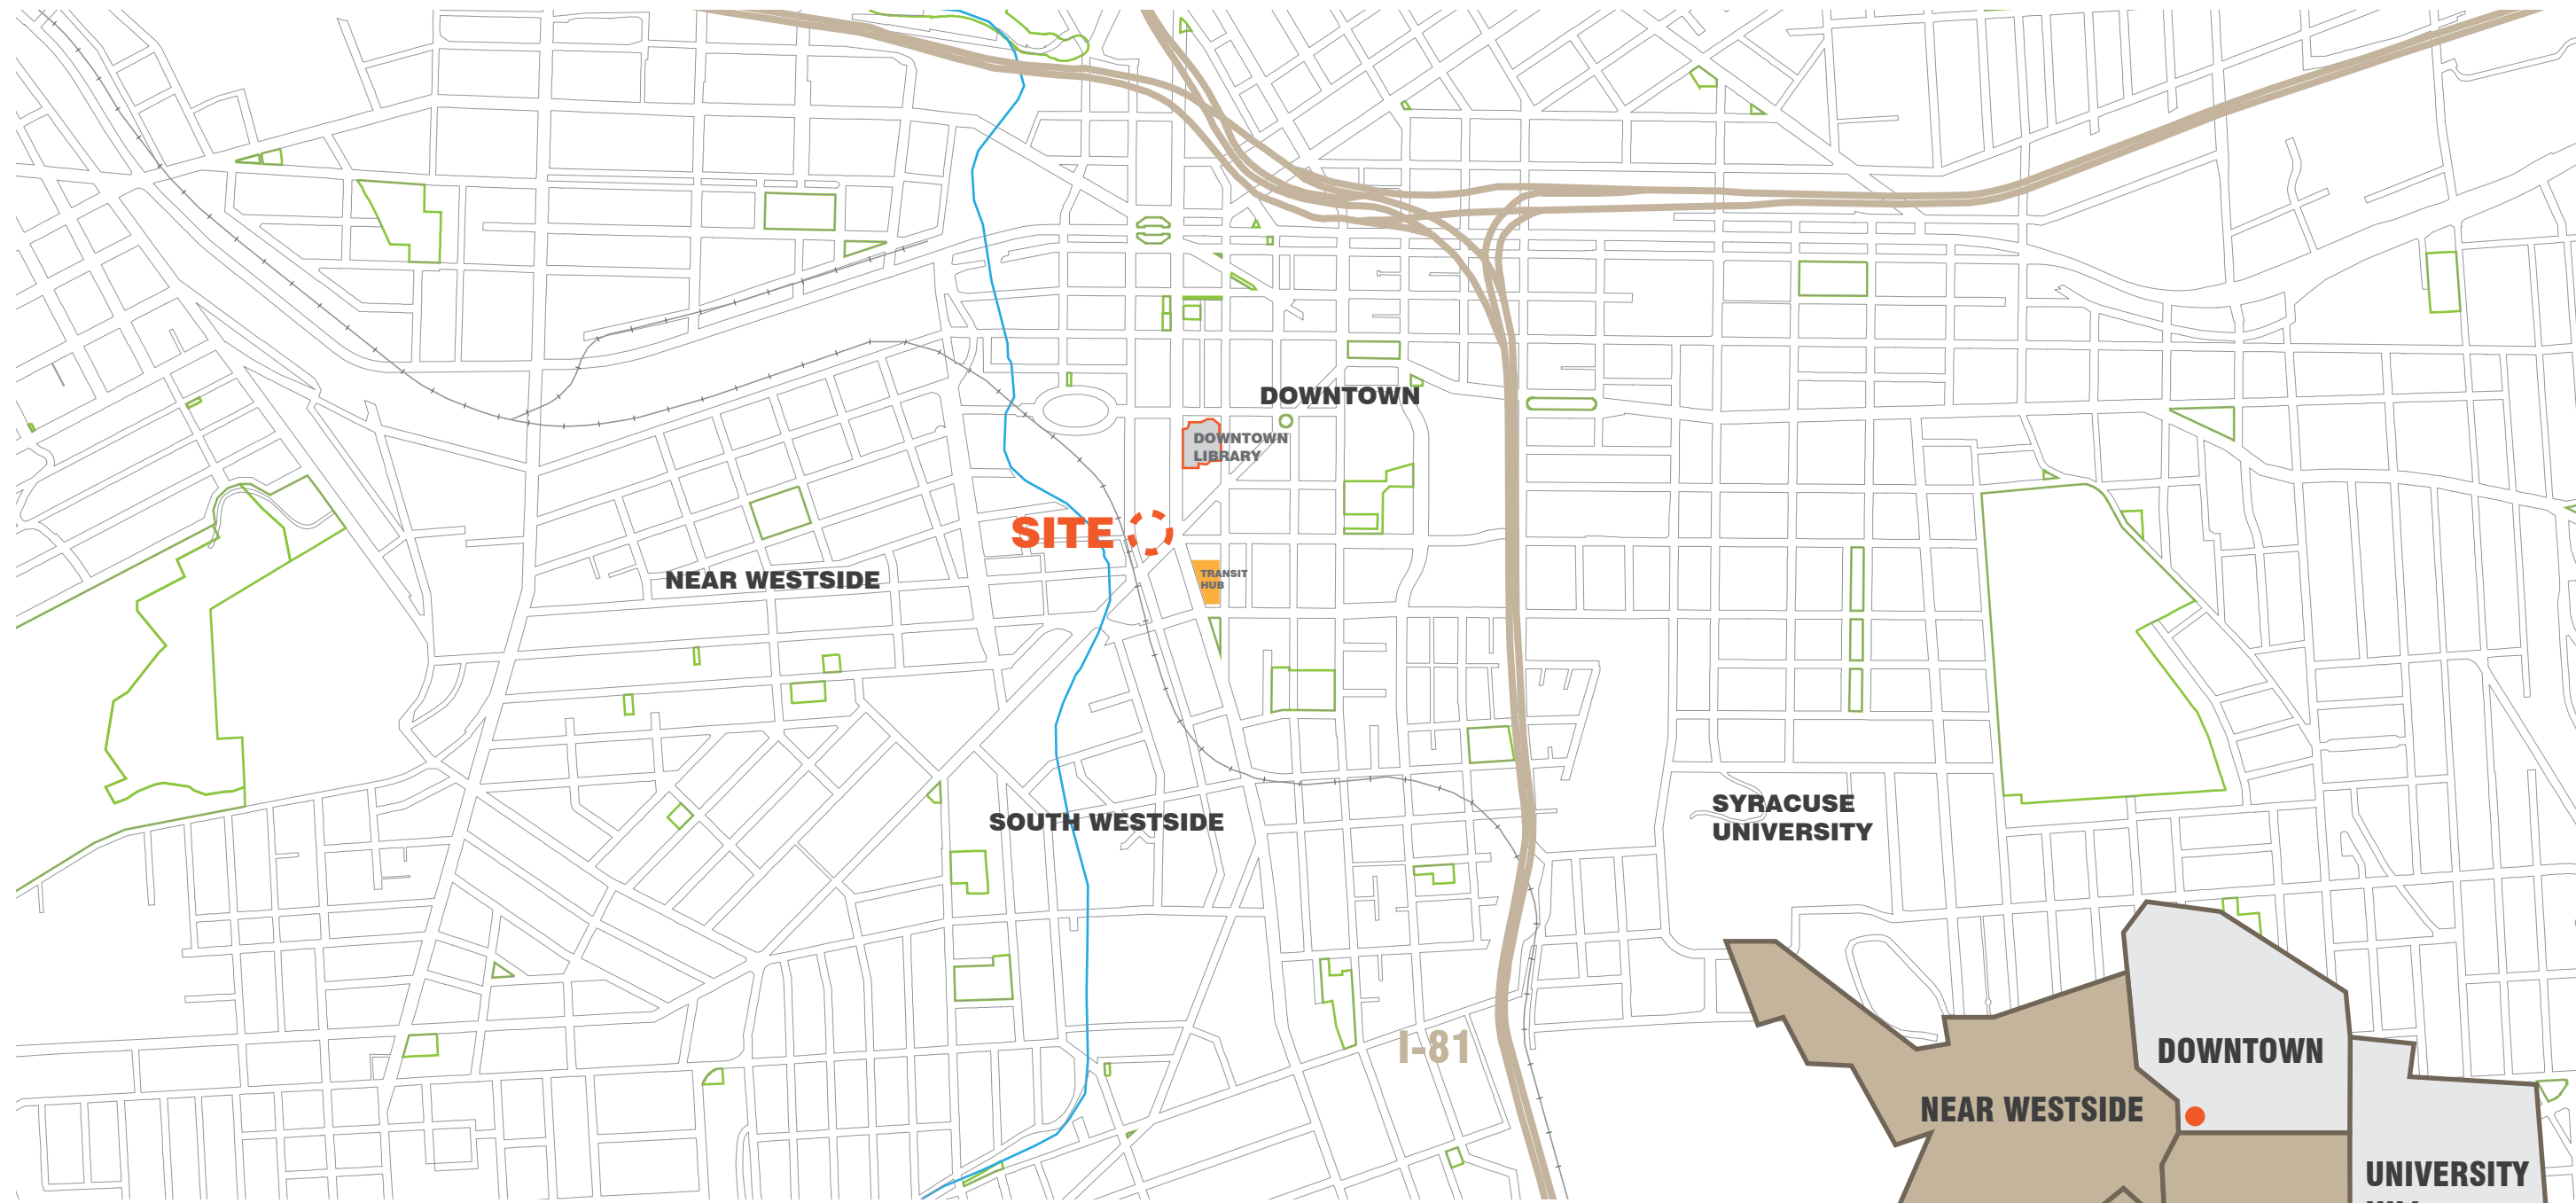 DOWNTOWN
DOWNTOWN
LIBRARY
SITE
TRANSIT
HUB
NEAR WESTSIDE
SOUTH WESTSIDE
SYRACUSE
UNIVERSITY
I-81
DOWNTOWN
NEAR WESTSIDE
UNIVERSITY